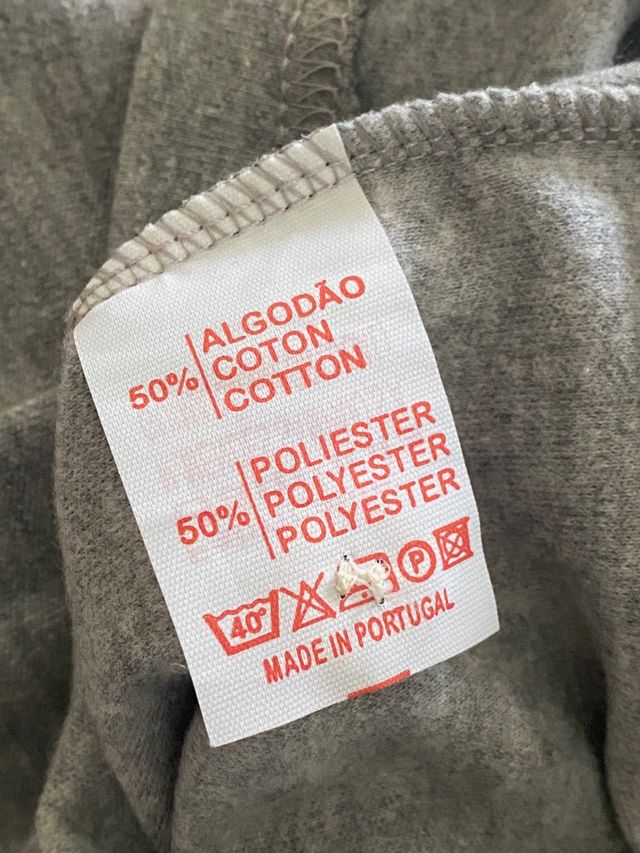 50%
ALGODÃO
COTON
COTTON
50%
POLIESTER
POLYESTER
POLYESTER
40° P
MADE IN PORTUGAL